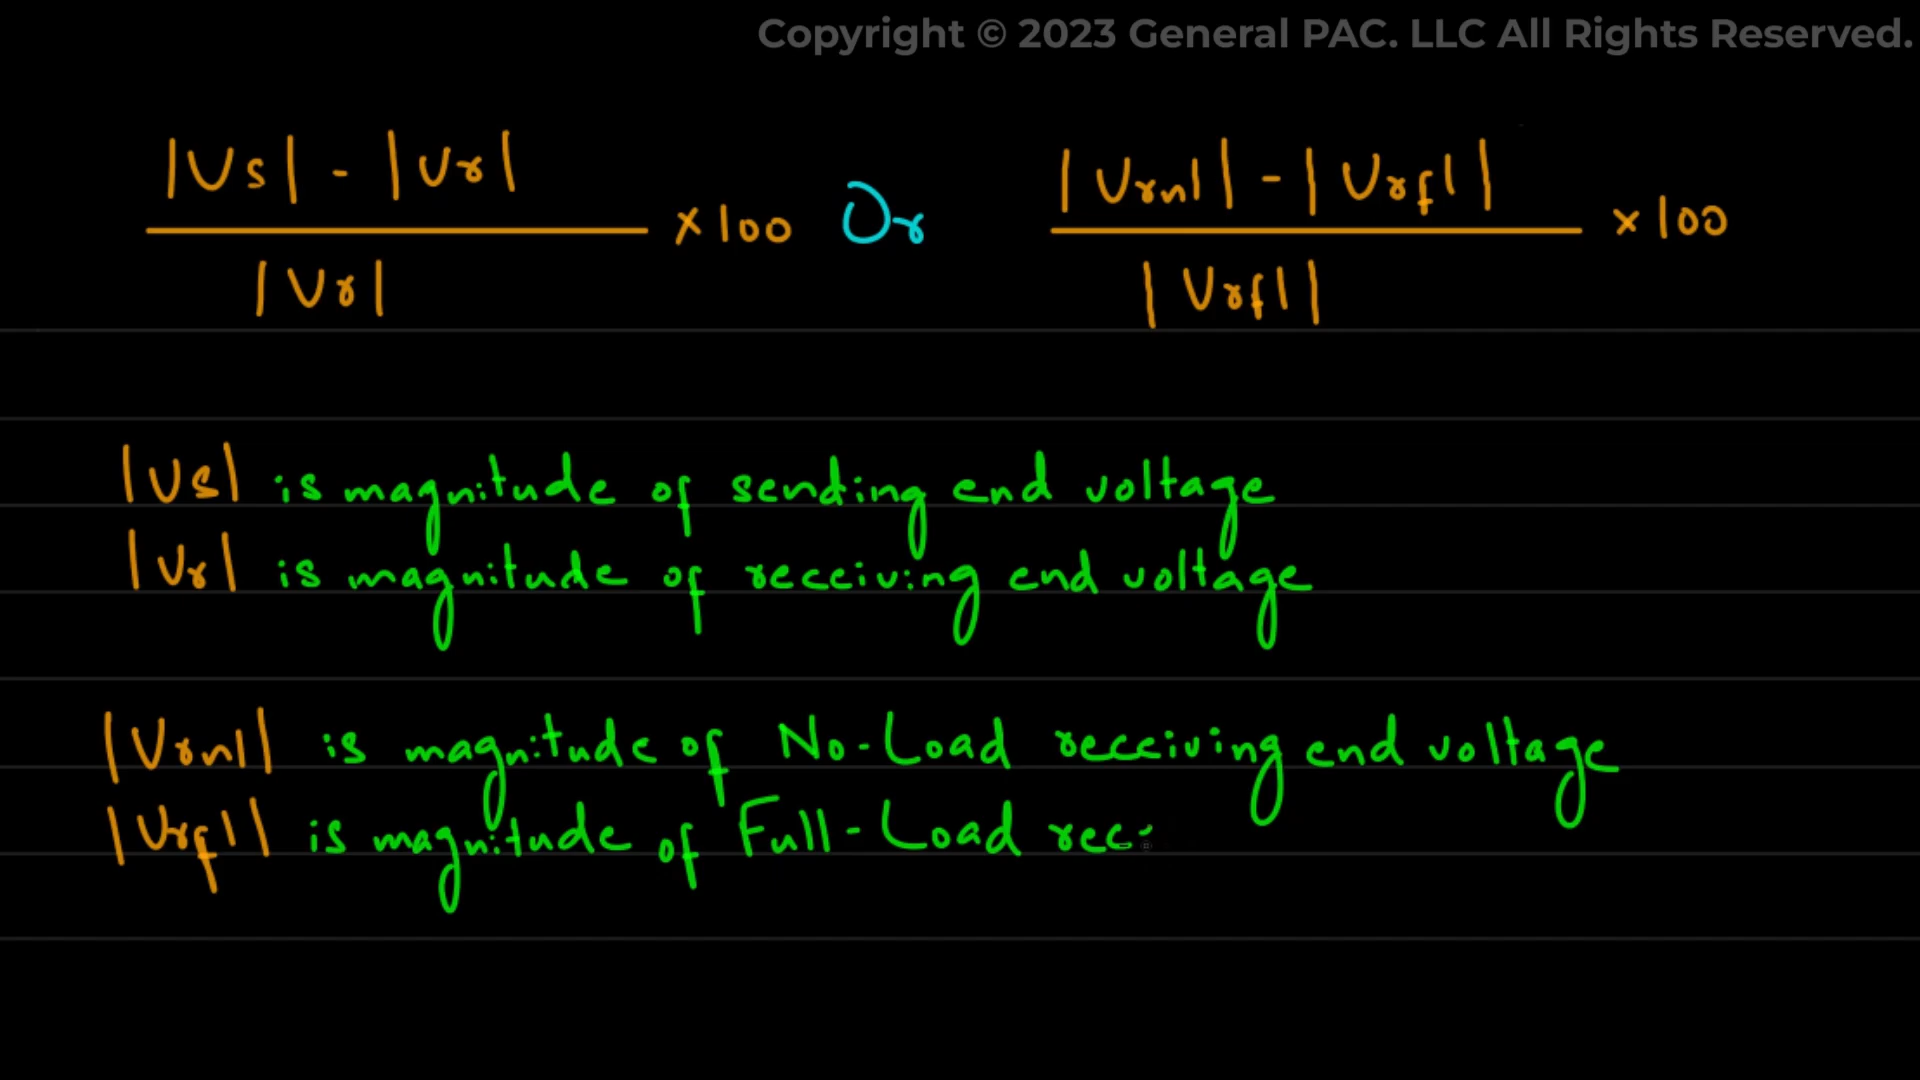 Copyright © 2023 General PAC. LLC All Rights Reserved.
|Vs| - |Vr|
|Vr|
×100
Or
|Vrnl| - |Vrfl|
|Vrfl|
×100
|Vs| is magnitude of sending end voltage
|Vr| is magnitude of receiving end voltage
|Vrnl| is magnitude of No-Load receiving end voltage
|Vrfl| is magnitude of Full-Load rec